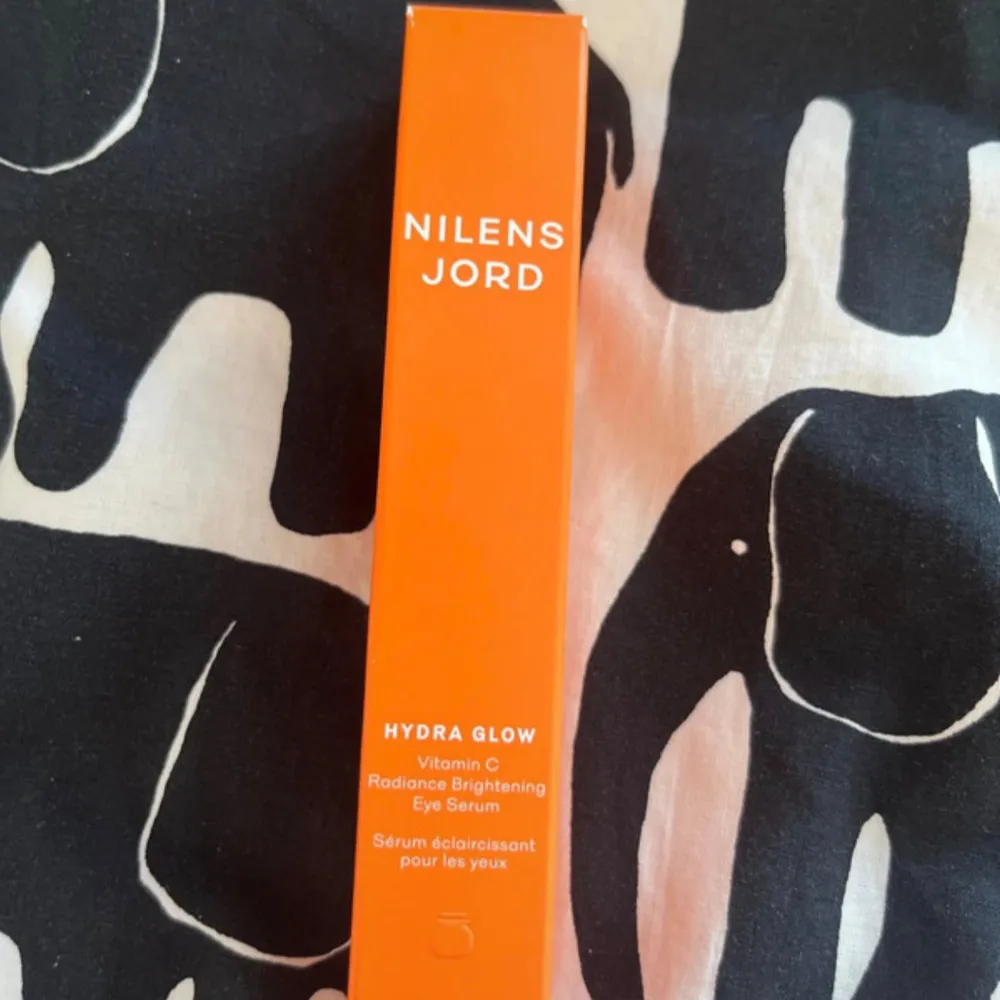 NILENS
JORD
HYDRA GLOW
Vitamin C
Radiance Brightening
Eye Serum
Sérum éclaircissant
pour les yeux